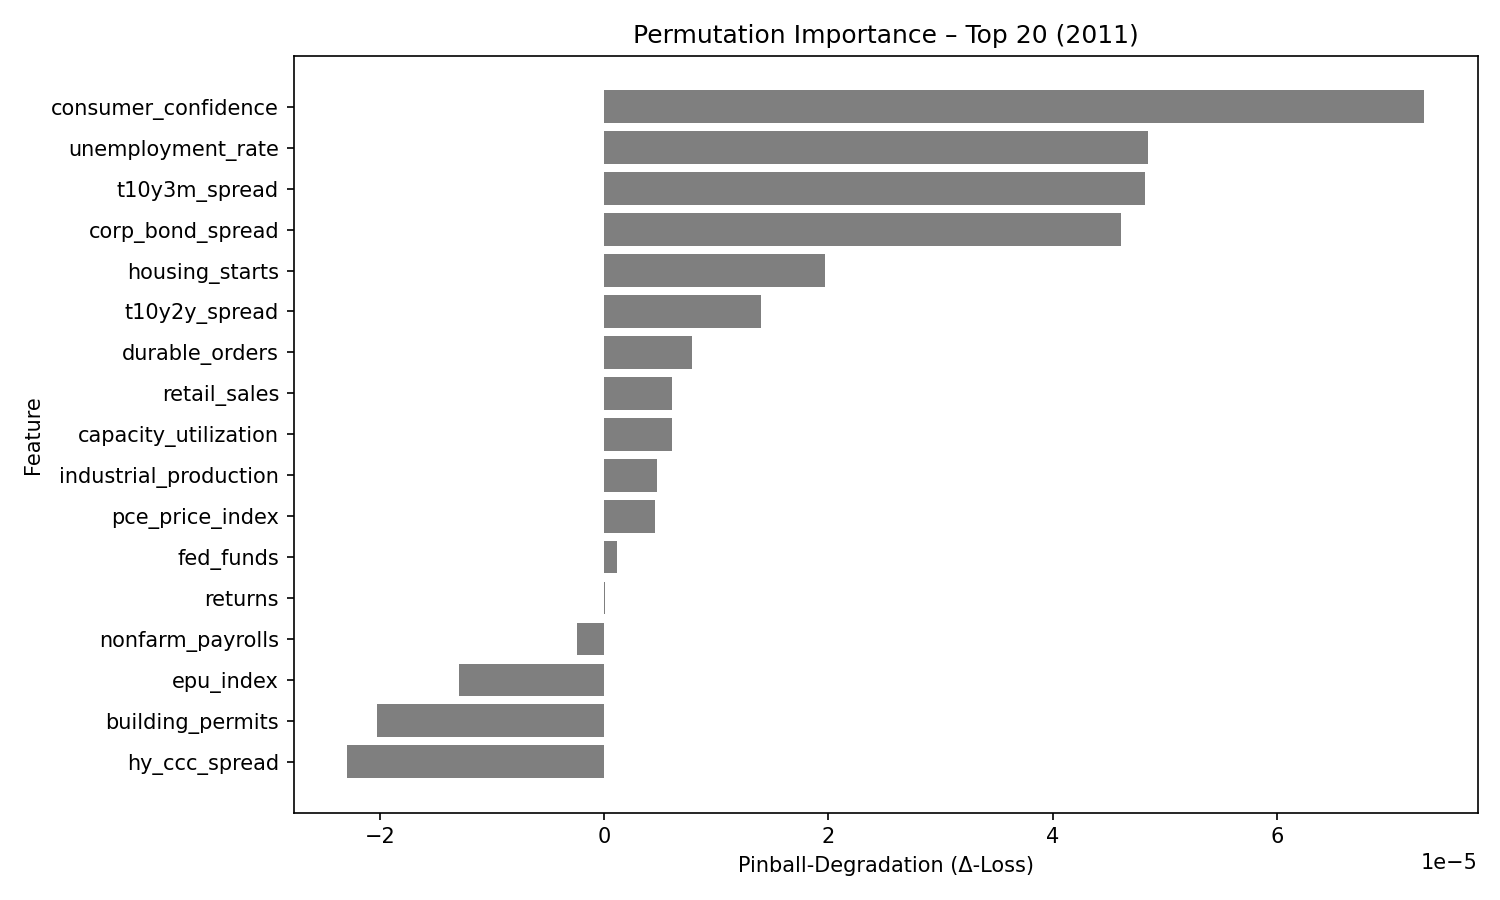 Permutation Importance – Top 20 (2011)
consumer_confidence
unemployment_rate
t10y3m_spread
corp_bond_spread
housing_starts
t10y2y_spread
durable_orders
retail_sales
capacity_utilization
industrial_production
pce_price_index
fed_funds
returns
nonfarm_payrolls
epu_index
building_permits
hy_ccc_spread
Feature
−2 0 2 4 6
1e−5
Pinball-Degradation (Δ-Loss)